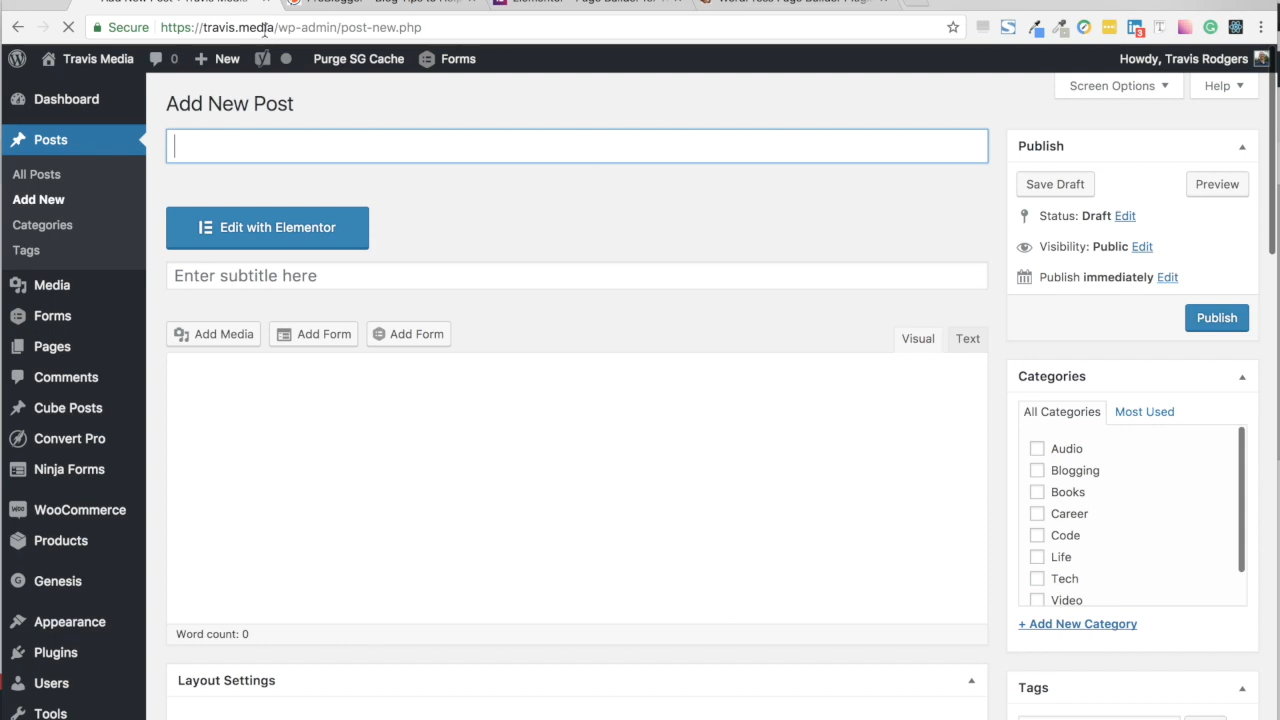 Add New Post
Secure https://travis.media/wp-admin/post-new.php
3
Travis Media 0 New Purge SG Cache Forms Howdy, Travis Rodgers
Screen Options Help
Dashboard
Posts
All Posts
Add New
Categories
Tags
Media
Forms
Pages
Comments
Cube Posts
Convert Pro
Ninja Forms
WOO WooCommerce
Products
G Genesis
Appearance
Plugins
Users
Tools
Add New Post
Edit with Elementor
Enter subtitle here
Add Media Add Form Add Form
Visual Text
Word count: 0
Layout Settings
Publish
Save Draft Preview
Status: Draft Edit
Visibility: Public Edit
Publish immediately Edit
Publish
Categories
All Categories Most Used
Audio
Blogging
Books
Career
Code
Life
Tech
Video
+ Add New Category
Tags